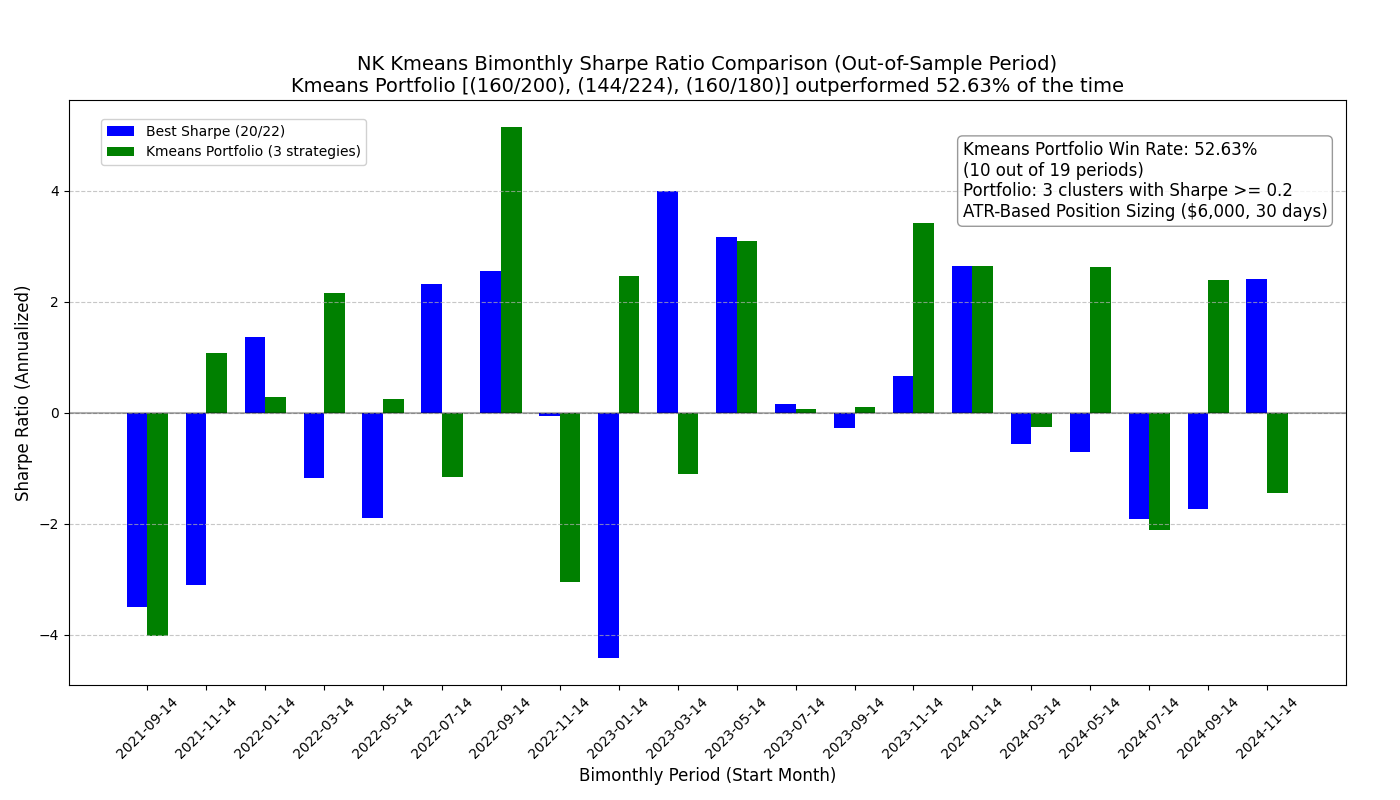 NK Kmeans Bimonthly Sharpe Ratio Comparison (Out-of-Sample Period)
Kmeans Portfolio [(160/200), (144/224), (160/180)] outperformed 52.63% of the time
Best Sharpe (20/22)
Kmeans Portfolio (3 strategies)
Kmeans Portfolio Win Rate: 52.63%
(10 out of 19 periods)
Portfolio: 3 clusters with Sharpe >= 0.2
ATR-Based Position Sizing ($6,000, 30 days)
Sharpe Ratio (Annualized)
4
2
0
−2
−4
2021-09-14
2021-11-14
2022-01-14
2022-03-14
2022-05-14
2022-07-14
2022-09-14
2022-11-14
2023-01-14
2023-03-14
2023-05-14
2023-07-14
2023-09-14
2023-11-14
2024-01-14
2024-03-14
2024-05-14
2024-07-14
2024-09-14
2024-11-14
Bimonthly Period (Start Month)